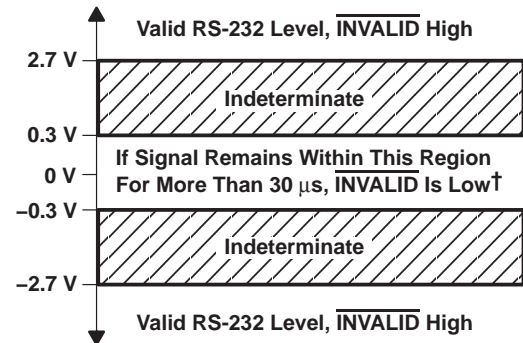 Valid RS-232 Level, INVALID High
2.7 V
Indeterminate
0.3 V
If Signal Remains Within This Region
0 V
For More Than 30 μs, INVALID Is Low†
–0.3 V
Indeterminate
–2.7 V
Valid RS-232 Level, INVALID High